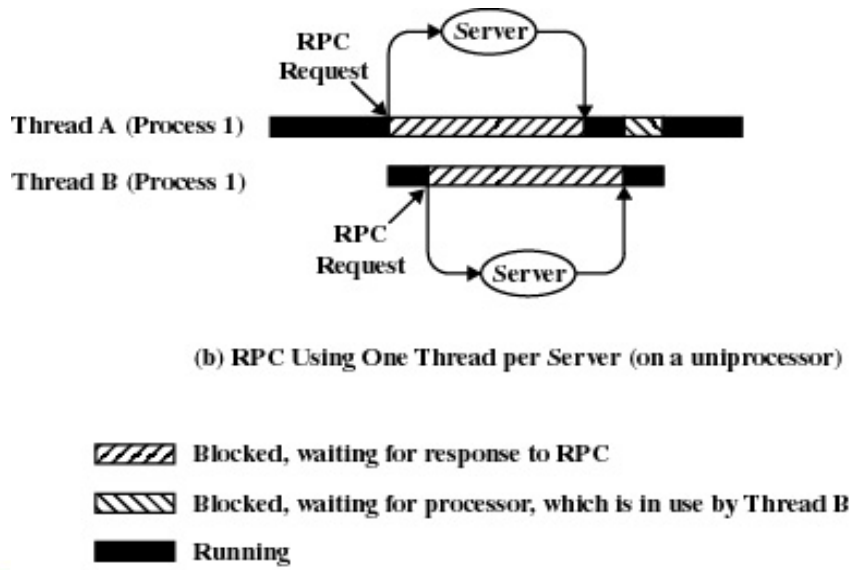 Server
RPC
Request
Thread A (Process 1)
Thread B (Process 1)
RPC
Request
Server
(b) RPC Using One Thread per Server (on a uniprocessor)
Blocked, waiting for response to RPC
Blocked, waiting for processor, which is in use by Thread B
Running